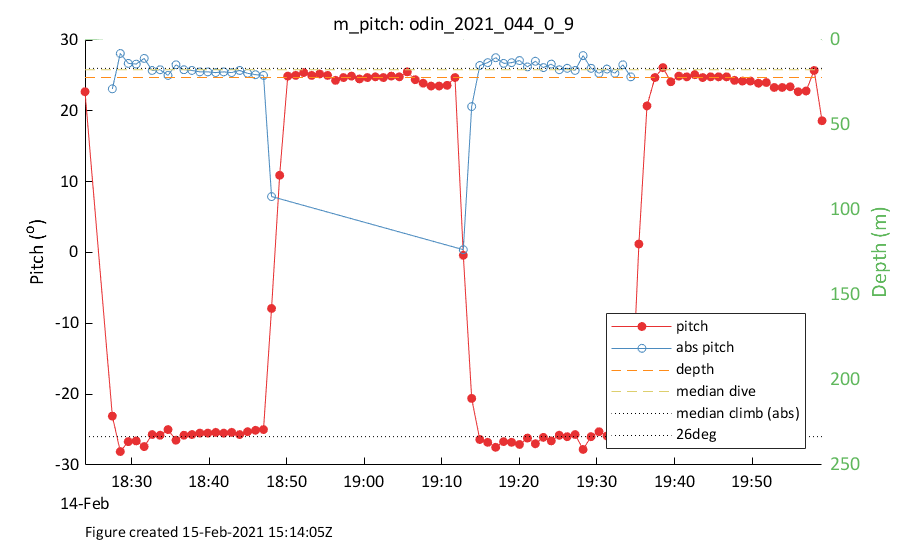 m_pitch: odin_2021_044_0_9
30
20
10
0
-10
-20
-30
Pitch (º)
0
50
100
150
200
250
Depth (m)
pitch
abs pitch
depth
median dive
median climb (abs)
26deg
18:30
18:40
18:50
19:00
19:10
19:20
19:30
19:40
19:50
14-Feb
Figure created 15-Feb-2021 15:14:05Z